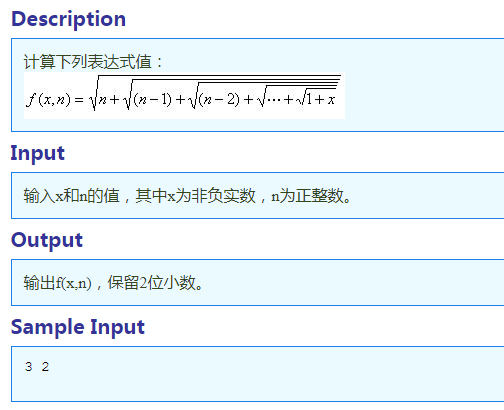 Description
计算下列表达式值：
f(x,n)=√(n+√((n−1)+√((n−2)+√(⋯+√(1+x)))))
Input
输入x和n的值，其中x为非负实数，n为正整数。
Output
输出f(x,n)，保留2位小数。
Sample Input
3 2